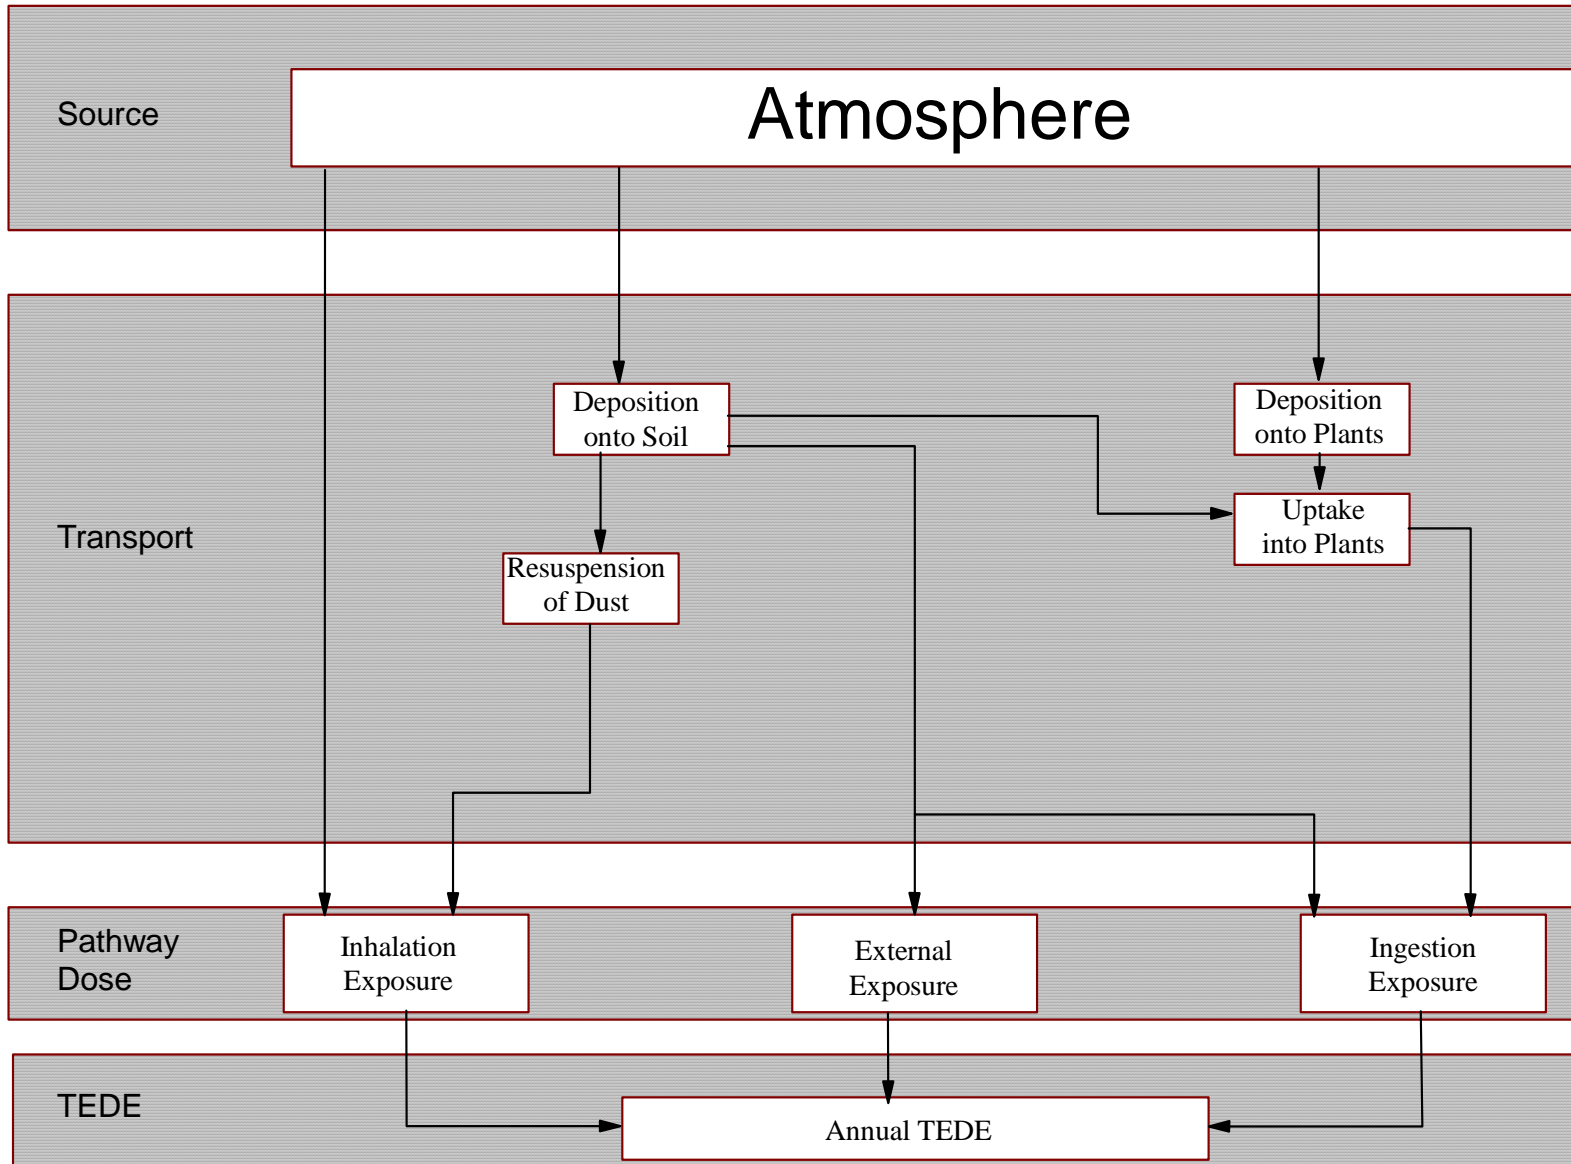 Source
Atmosphere
Transport
Deposition
onto Soil
Deposition
onto Plants
Uptake
into Plants
Resuspension
of Dust
Pathway
Dose
Inhalation
Exposure
External
Exposure
Ingestion
Exposure
TEDE
Annual TEDE